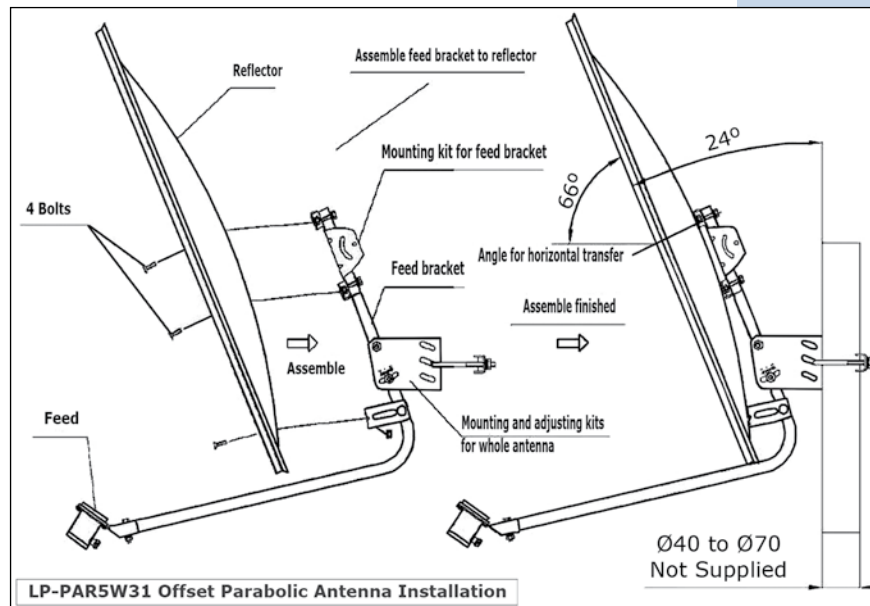 Reflector
Assemble feed bracket to reflector
Mounting kit for feed bracket
4 Bolts
Feed bracket
Assemble
Feed
Mounting and adjusting kits
for whole antenna
Assemble finished
24º
66º
Angle for horizontal transfer
Ø40 to Ø70
Not Supplied
LP-PAR5W31 Offset Parabolic Antenna Installation